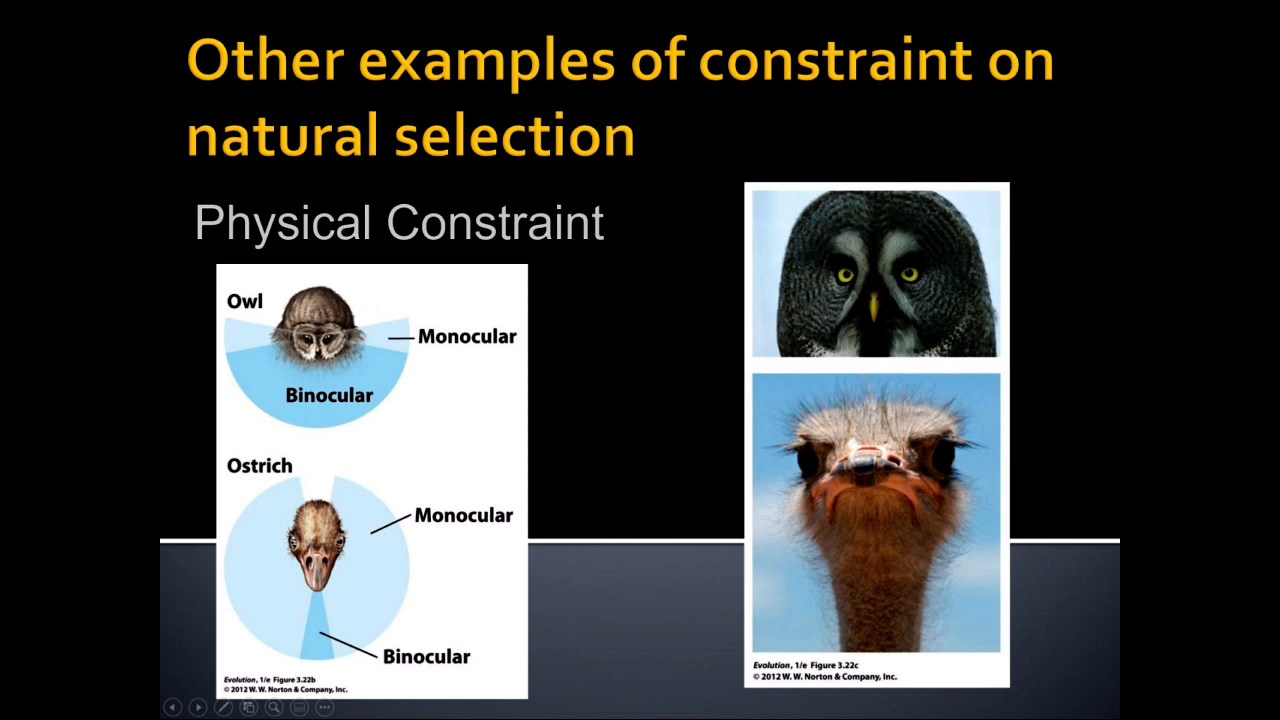 Other examples of constraint on
natural selection
Physical Constraint
Owl
Monocular
Binocular
Ostrich
Monocular
Binocular
Evolution, 1/e Figure 3.22b
© 2012 W. W. Norton & Company, Inc.
Evolution, 1/e Figure 3.22c
© 2012 W. W. Norton & Company, Inc.